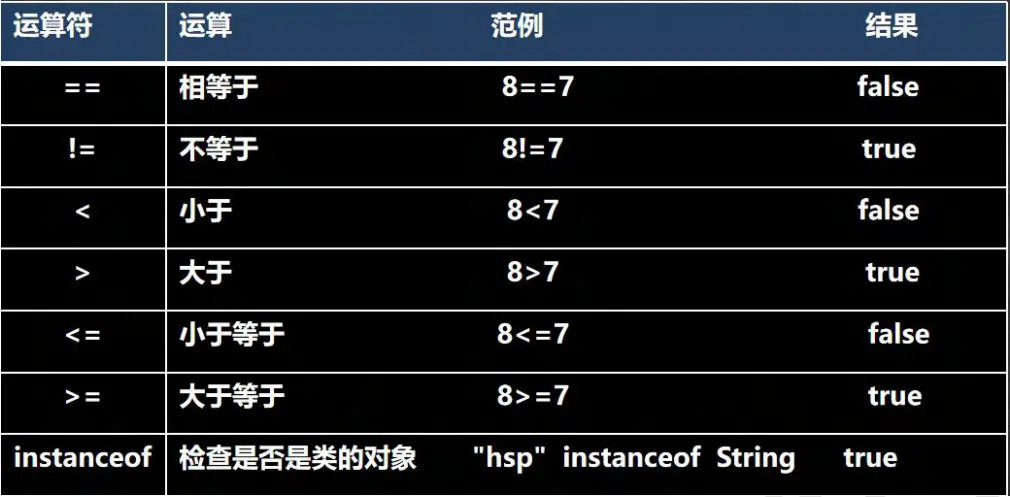 运算符 运算 范例 结果
== 相等于 8==7 false
!= 不等于 8!=7 true
< 小于 8<7 false
> 大于 8>7 true
<= 小于等于 8<=7 false
>= 大于等于 8>=7 true
instanceof 检查是否是类的对象 "hsp" instanceof String true